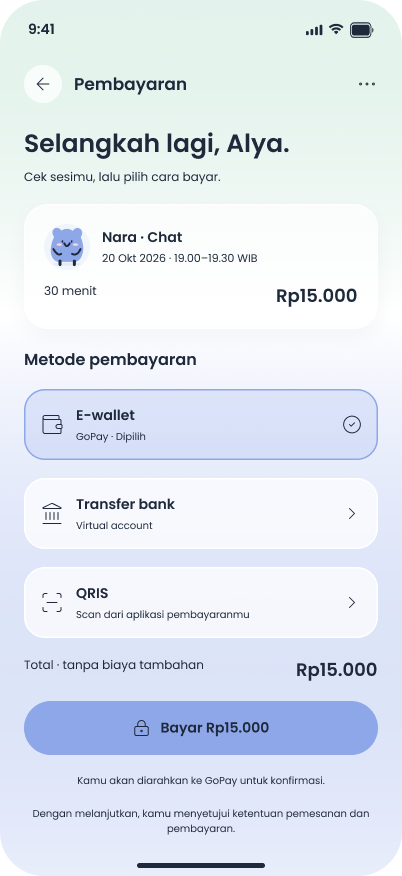 9:41
Pembayaran
Selangkah lagi, Alya.
Cek sesimu, lalu pilih cara bayar.
Nara · Chat
20 Okt 2026 · 19.00–19.30 WIB
30 menit
Rp15.000
Metode pembayaran
E-wallet
GoPay · Dipilih
Transfer bank
Virtual account
QRIS
Scan dari aplikasi pembayaranmu
Total · tanpa biaya tambahan
Rp15.000
Bayar Rp15.000
Kamu akan diarahkan ke GoPay untuk konfirmasi.
Dengan melanjutkan, kamu menyetujui ketentuan pemesanan dan
pembayaran.